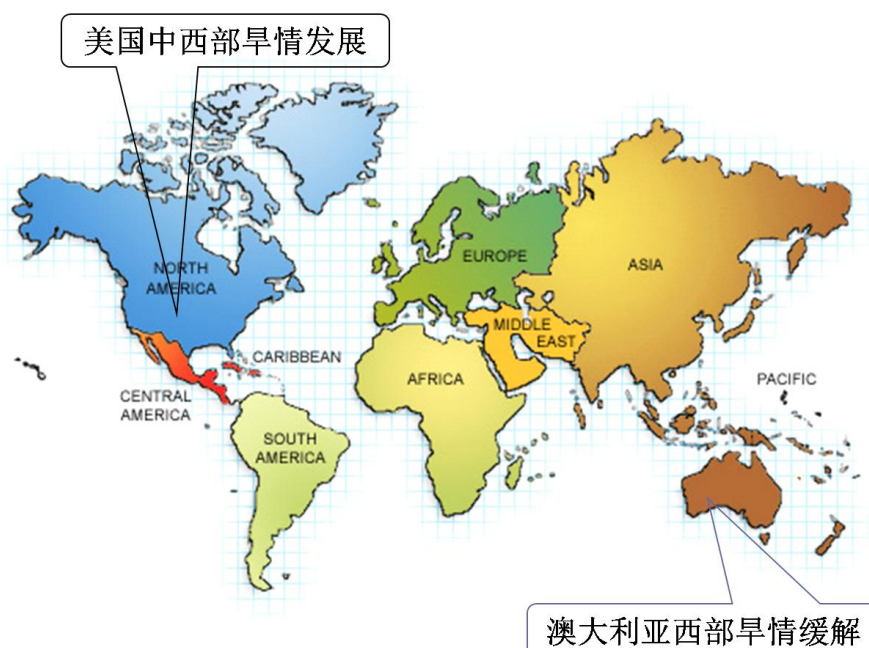 美国中西部旱情发展
NORTH
AMERICA
EUROPE
ASIA
MIDDLE
EAST
CARIBBEAN
CENTRAL
AMERICA
AFRICA
PACIFIC
SOUTH
AMERICA
澳大利亚西部旱情缓解